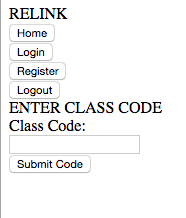 RELINK
Home
Login
Register
Logout
ENTER CLASS CODE
Class Code:
Submit Code